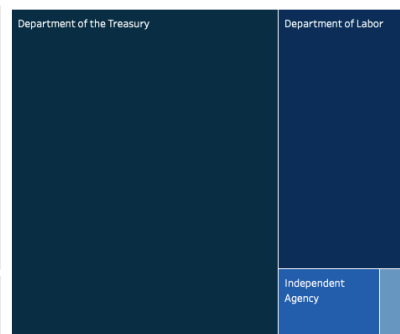 Department of the Treasury
Department of Labor
Independent
Agency